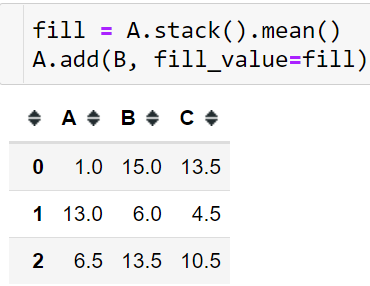 fill = A.stack().mean()
A.add(B, fill_value=fill)
A B C
0 1.0 15.0 13.5
1 13.0 6.0 4.5
2 6.5 13.5 10.5